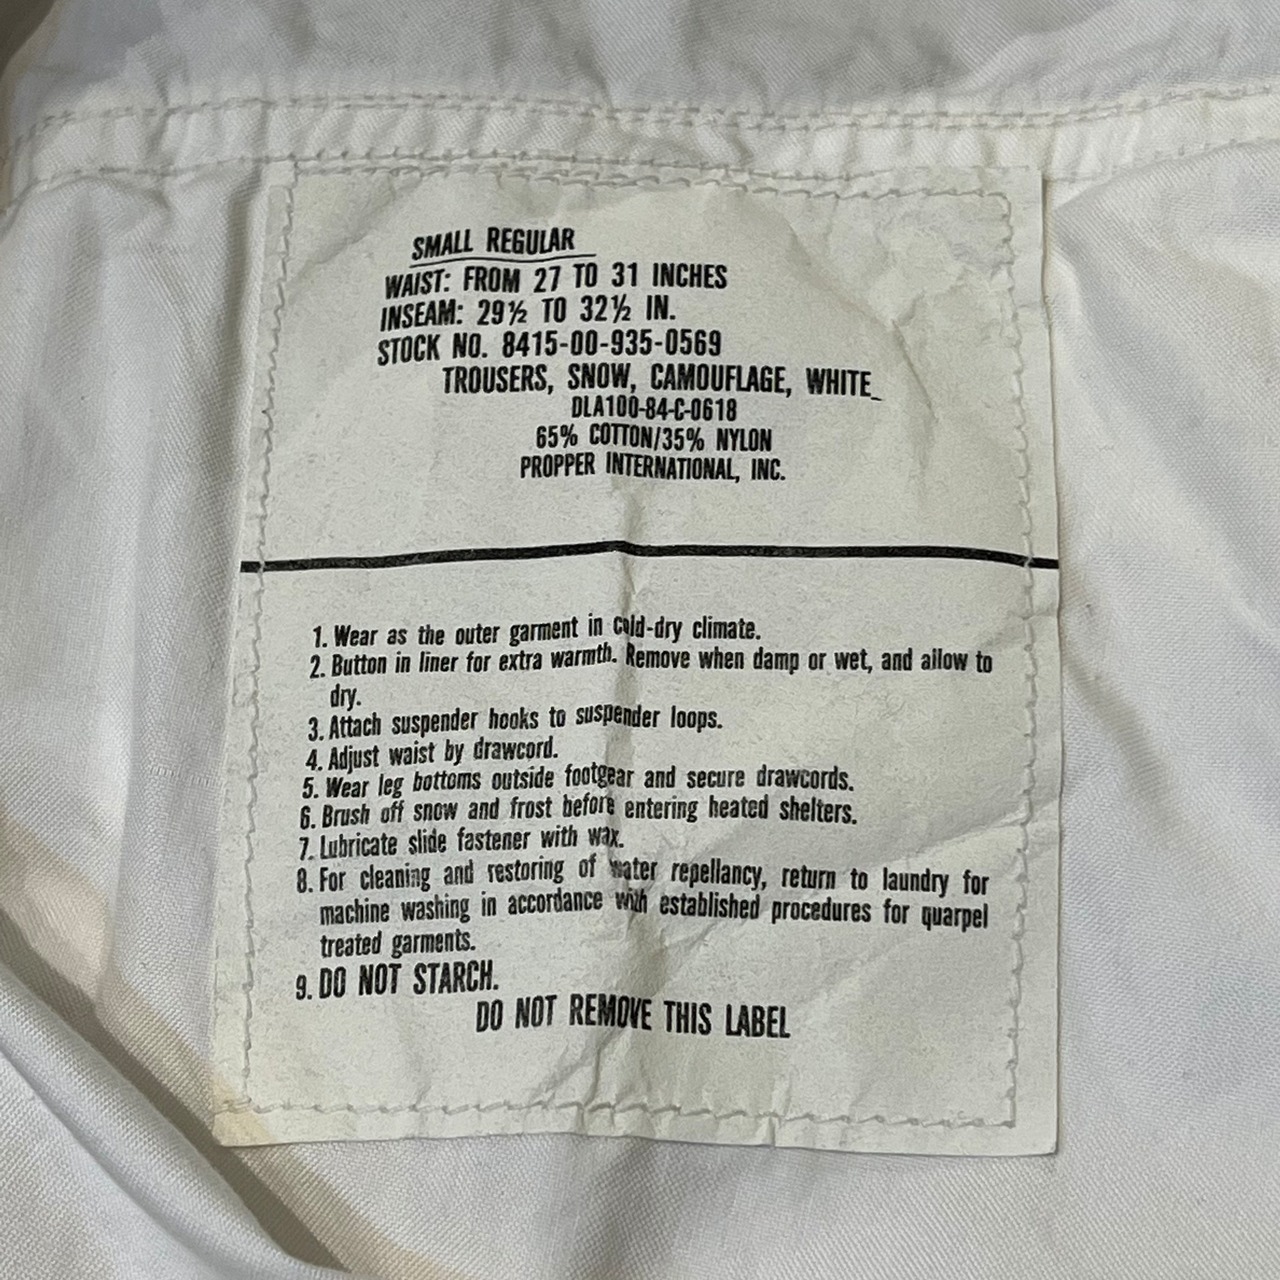 SMALL REGULAR
WAIST: FROM 27 TO 31 INCHES
INSEAM: 29½ TO 32½ IN.
STOCK NO. 8415-00-935-0569
TROUSERS, SNOW, CAMOUFLAGE, WHITE
DLA100-84-C-0618
65% COTTON/35% NYLON
PROPPER INTERNATIONAL, INC.
1. Wear as the outer garment in cold-dry climate.
2. Button in liner for extra warmth. Remove when damp or wet, and allow to
dry.
3. Attach suspender hooks to suspender loops.
4. Adjust waist by drawcord.
5. Wear leg bottoms outside footgear and secure drawcords.
6. Brush off snow and frost before entering heated shelters.
7. Lubricate slide fastener with wax.
8. For cleaning and restoring of water repellancy, return to laundry for
machine washing in accordance with established procedures for quarpel
treated garments.
9. DO NOT STARCH.
DO NOT REMOVE THIS LABEL